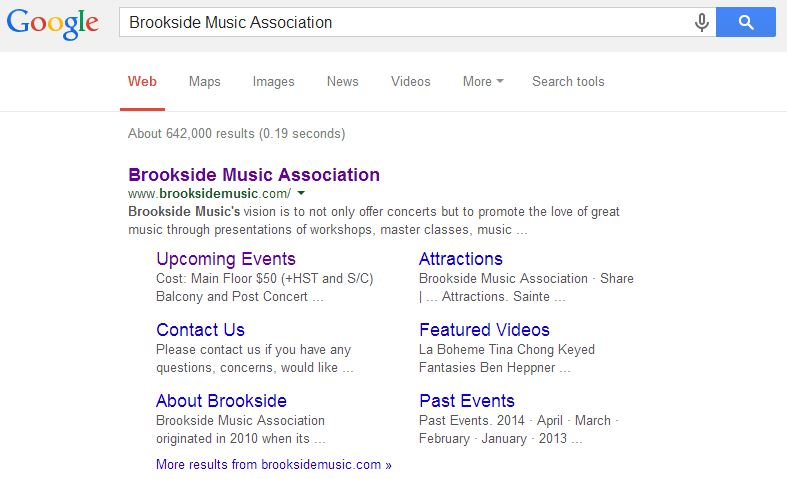 Google
Brookside Music Association
Web Maps Images News Videos More Search tools
About 642,000 results (0.19 seconds)
Brookside Music Association
www.brooksidemusic.com/
Brookside Music's vision is to not only offer concerts but to promote the love of great
music through presentations of workshops, master classes, music ...
Upcoming Events
Cost: Main Floor $50 (+HST and S/C)
Balcony and Post Concert ...
Attractions
Brookside Music Association · Share
| ... Attractions. Sainte ...
Contact Us
Please contact us if you have any
questions, concerns, would like ...
Featured Videos
La Boheme Tina Chong Keyed
Fantasies Ben Heppner ...
About Brookside
Brookside Music Association
originated in 2010 when its ...
Past Events
Past Events. 2014 · April · March ·
February · January · 2013 ...
More results from brooksidemusic.com »